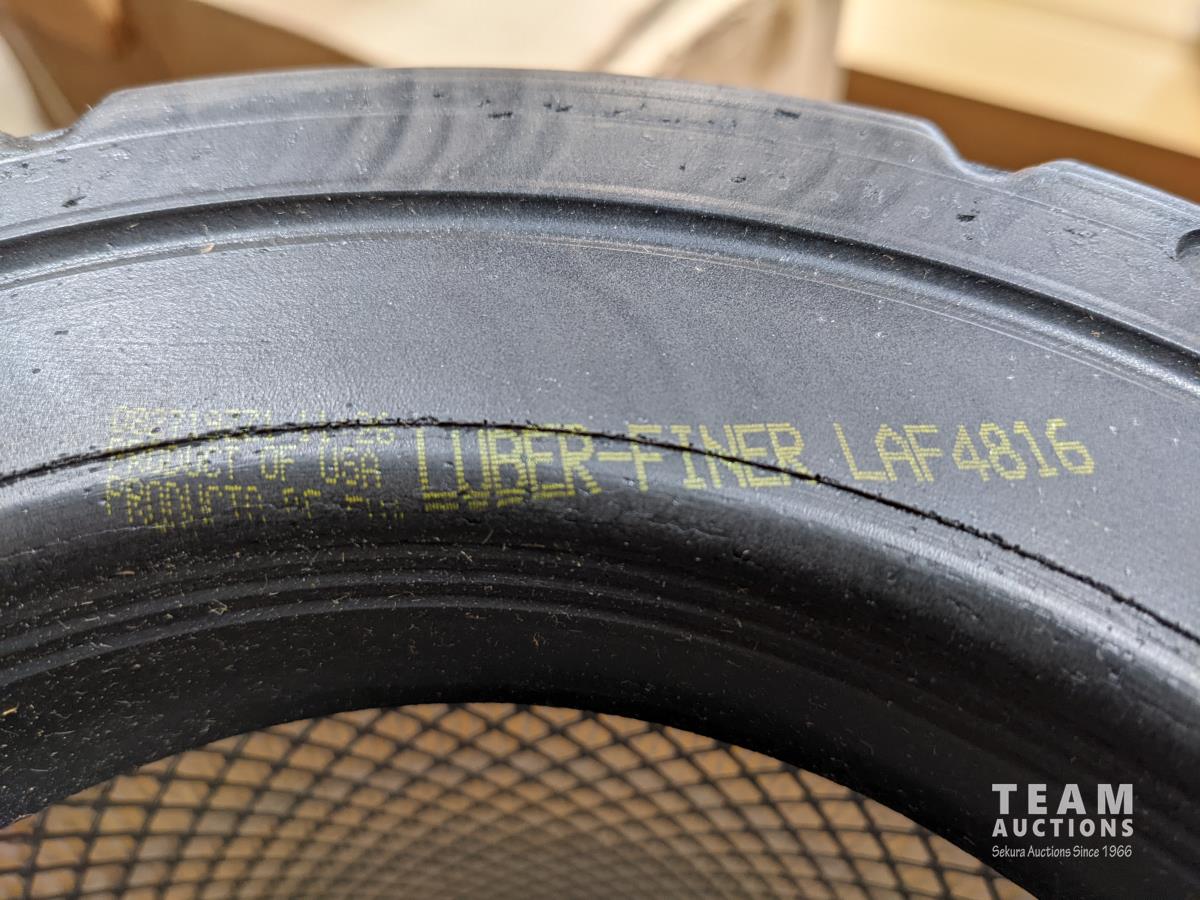 PRODUCT OF USA
LUBER-FINER LAF4816
TEAM
AUCTIONS
Sekura Auctions Since 1966